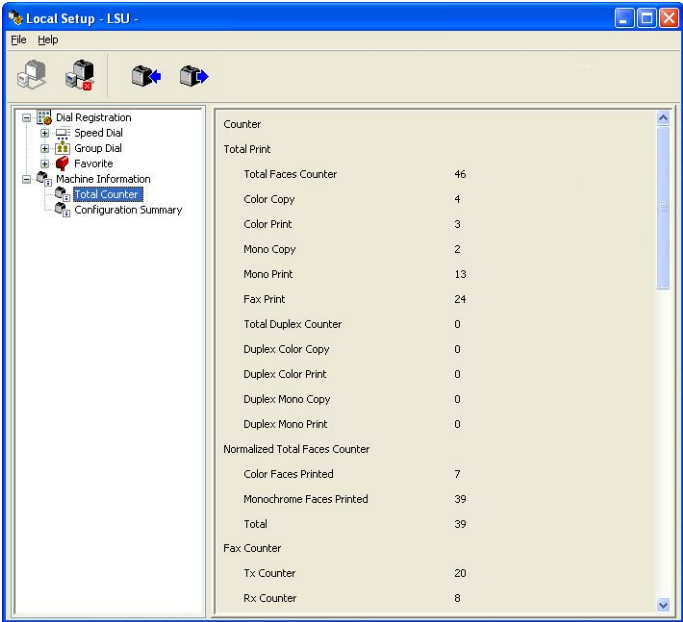 Local Setup - LSU -
File Help
Dial Registration
Speed Dial
Group Dial
Favorite
Machine Information
Total Counter
Configuration Summary
Counter
Total Print
Total Faces Counter 46
Color Copy 4
Color Print 3
Mono Copy 2
Mono Print 13
Fax Print 24
Total Duplex Counter 0
Duplex Color Copy 0
Duplex Color Print 0
Duplex Mono Copy 0
Duplex Mono Print 0
Normalized Total Faces Counter
Color Faces Printed 7
Monochrome Faces Printed 39
Total 39
Fax Counter
Tx Counter 20
Rx Counter 8